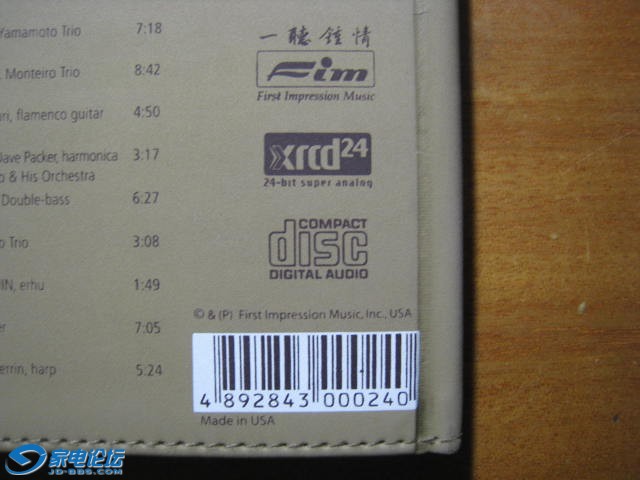 Yamamoto Trio 7:18
Monteiro Trio 8:42
flamenco guitar 4:50
Dave Packer, harmonica 3:17
& His Orchestra
Double-bass 6:27
Trio 3:08
erhu 1:49
7:05
harp 5:24
一聽鍾情
Fim
First Impression Music
xrcd24
24-bit super analog
COMPACT
disc
DIGITAL AUDIO
© & (P) First Impression Music, Inc., USA
4 892843 000240
Made in USA
家电论坛
JD-BBS.COM